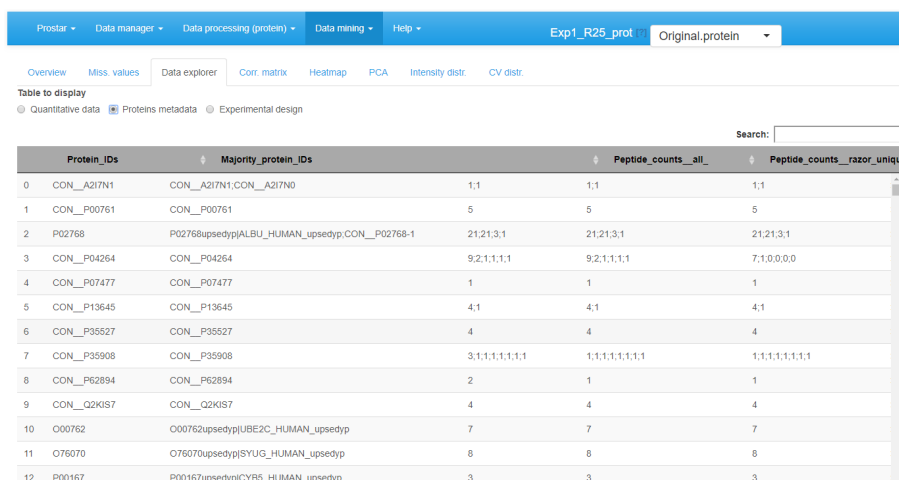 Prostar Data manager Data processing (protein) Data mining Help Exp1_R25_prot [?] Original.protein
Overview Miss. values Data explorer Corr. matrix Heatmap PCA Intensity distr. CV distr.
Table to display
Quantitative data Proteins metadata Experimental design
Search:
Protein_IDs Majority_protein_IDs Peptide_counts__all_ Peptide_counts__razor_uniqu
0 CON__A2I7N1 CON__A2I7N1;CON__A2I7N0 1;1 1;1 1;1
1 CON__P00761 CON__P00761 5 5 5
2 P02768 P02768upsedyp|ALBU_HUMAN_upsedyp;CON__P02768-1 21;21;3;1 21;21;3;1 21;21;3;1
3 CON__P04264 CON__P04264 9;2;1;1;1;1 9;2;1;1;1;1 7;1;0;0;0;0
4 CON__P07477 CON__P07477 1 1 1
5 CON__P13645 CON__P13645 4;1 4;1 4;1
6 CON__P35527 CON__P35527 4 4 4
7 CON__P35908 CON__P35908 3;1;1;1;1;1;1;1 1;1;1;1;1;1;1;1 1;1;1;1;1;1;1;1
8 CON__P62894 CON__P62894 2 1 1
9 CON__Q2KIS7 CON__Q2KIS7 4 4 4
10 O00762 O00762upsedyp|UBE2C_HUMAN_upsedyp 7 7 7
11 O76070 O76070upsedyp|SYUG_HUMAN_upsedyp 8 8 8
12 P00167 P00167upsedyp|CYB5_HUMAN_upsedyp 3 3 3